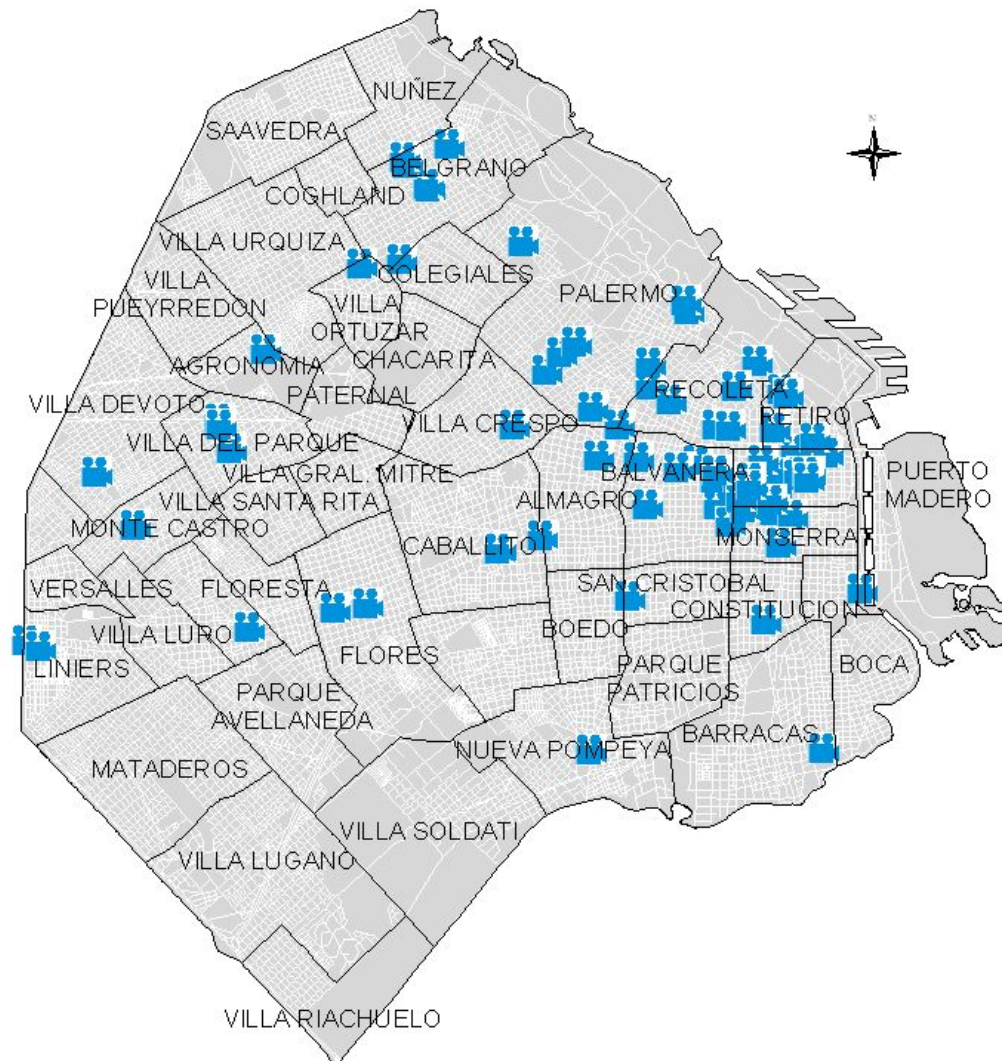 N
NUÑEZ
SAAVEDRA
BELGRANO
COGHLAND
VILLA URQUIZA
COLEGIALES
VILLA
PUEYRREDON
VILLA
ORTUZAR
PALERMO
CHACARITA
AGRONOMIA
PATERNAL
RECOLETA
VILLA DEVOTO
VILLA CRESPO
RETIRO
VILLA DEL PARQUE
VILLA GRAL. MITRE
BALVANERA
PUERTO
MADERO
VILLA SANTA RITA
ALMAGRO
MONTE CASTRO
CABALLITO
MONSERRAT
VERSALLES
FLORESTA
SAN CRISTOBAL
CONSTITUCION
VILLA LURO
BOEDO
LINIERS
FLORES
PARQUE
PATRICIOS
BOCA
PARQUE
AVELLANEDA
BARRACAS
NUEVA POMPEYA
MATADEROS
VILLA SOLDATI
VILLA LUGANO
VILLA RIACHUELO